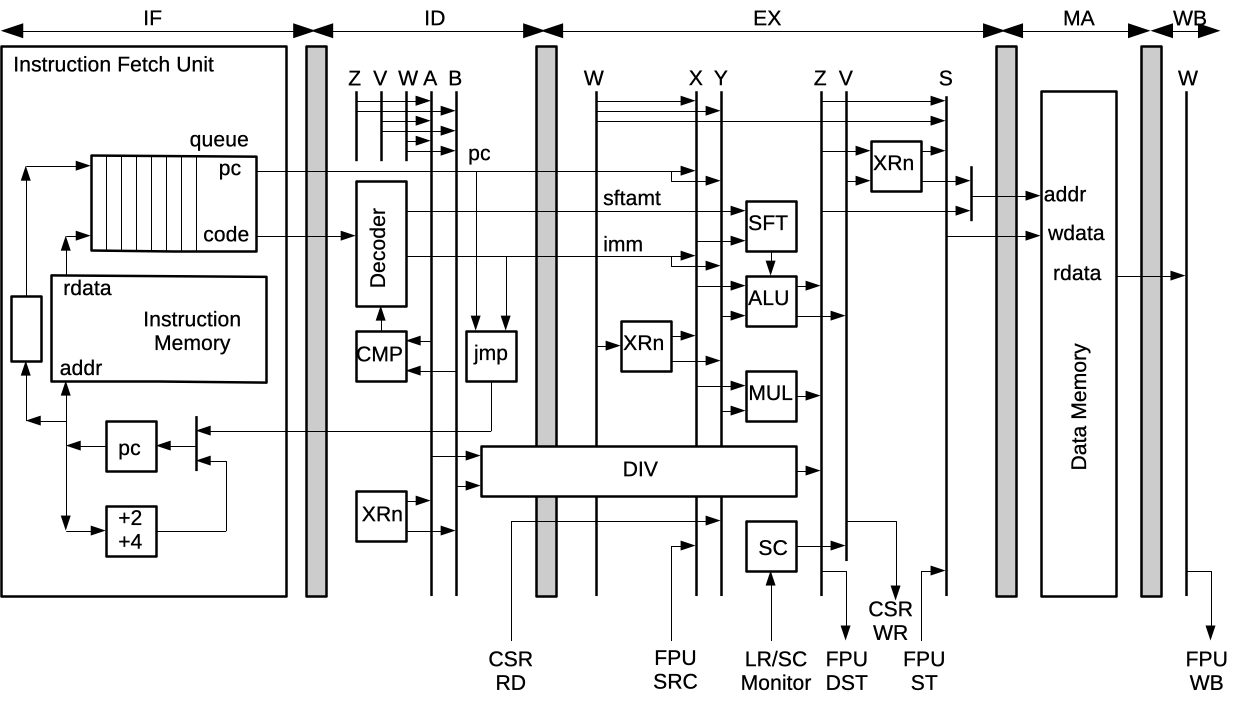 IF
ID
EX
MA
WB
Instruction Fetch Unit
Z
V
W
A
B
W
X
Y
Z
V
S
W
queue
pc
code
pc
Decoder
sftamt
imm
SFT
ALU
XRn
addr
wdata
rdata
rdata
Instruction
Memory
addr
CMP
jmp
XRn
MUL
Data Memory
pc
DIV
XRn
+2
+4
SC
CSR
WR
CSR
RD
FPU
SRC
LR/SC
Monitor
FPU
DST
FPU
ST
FPU
WB